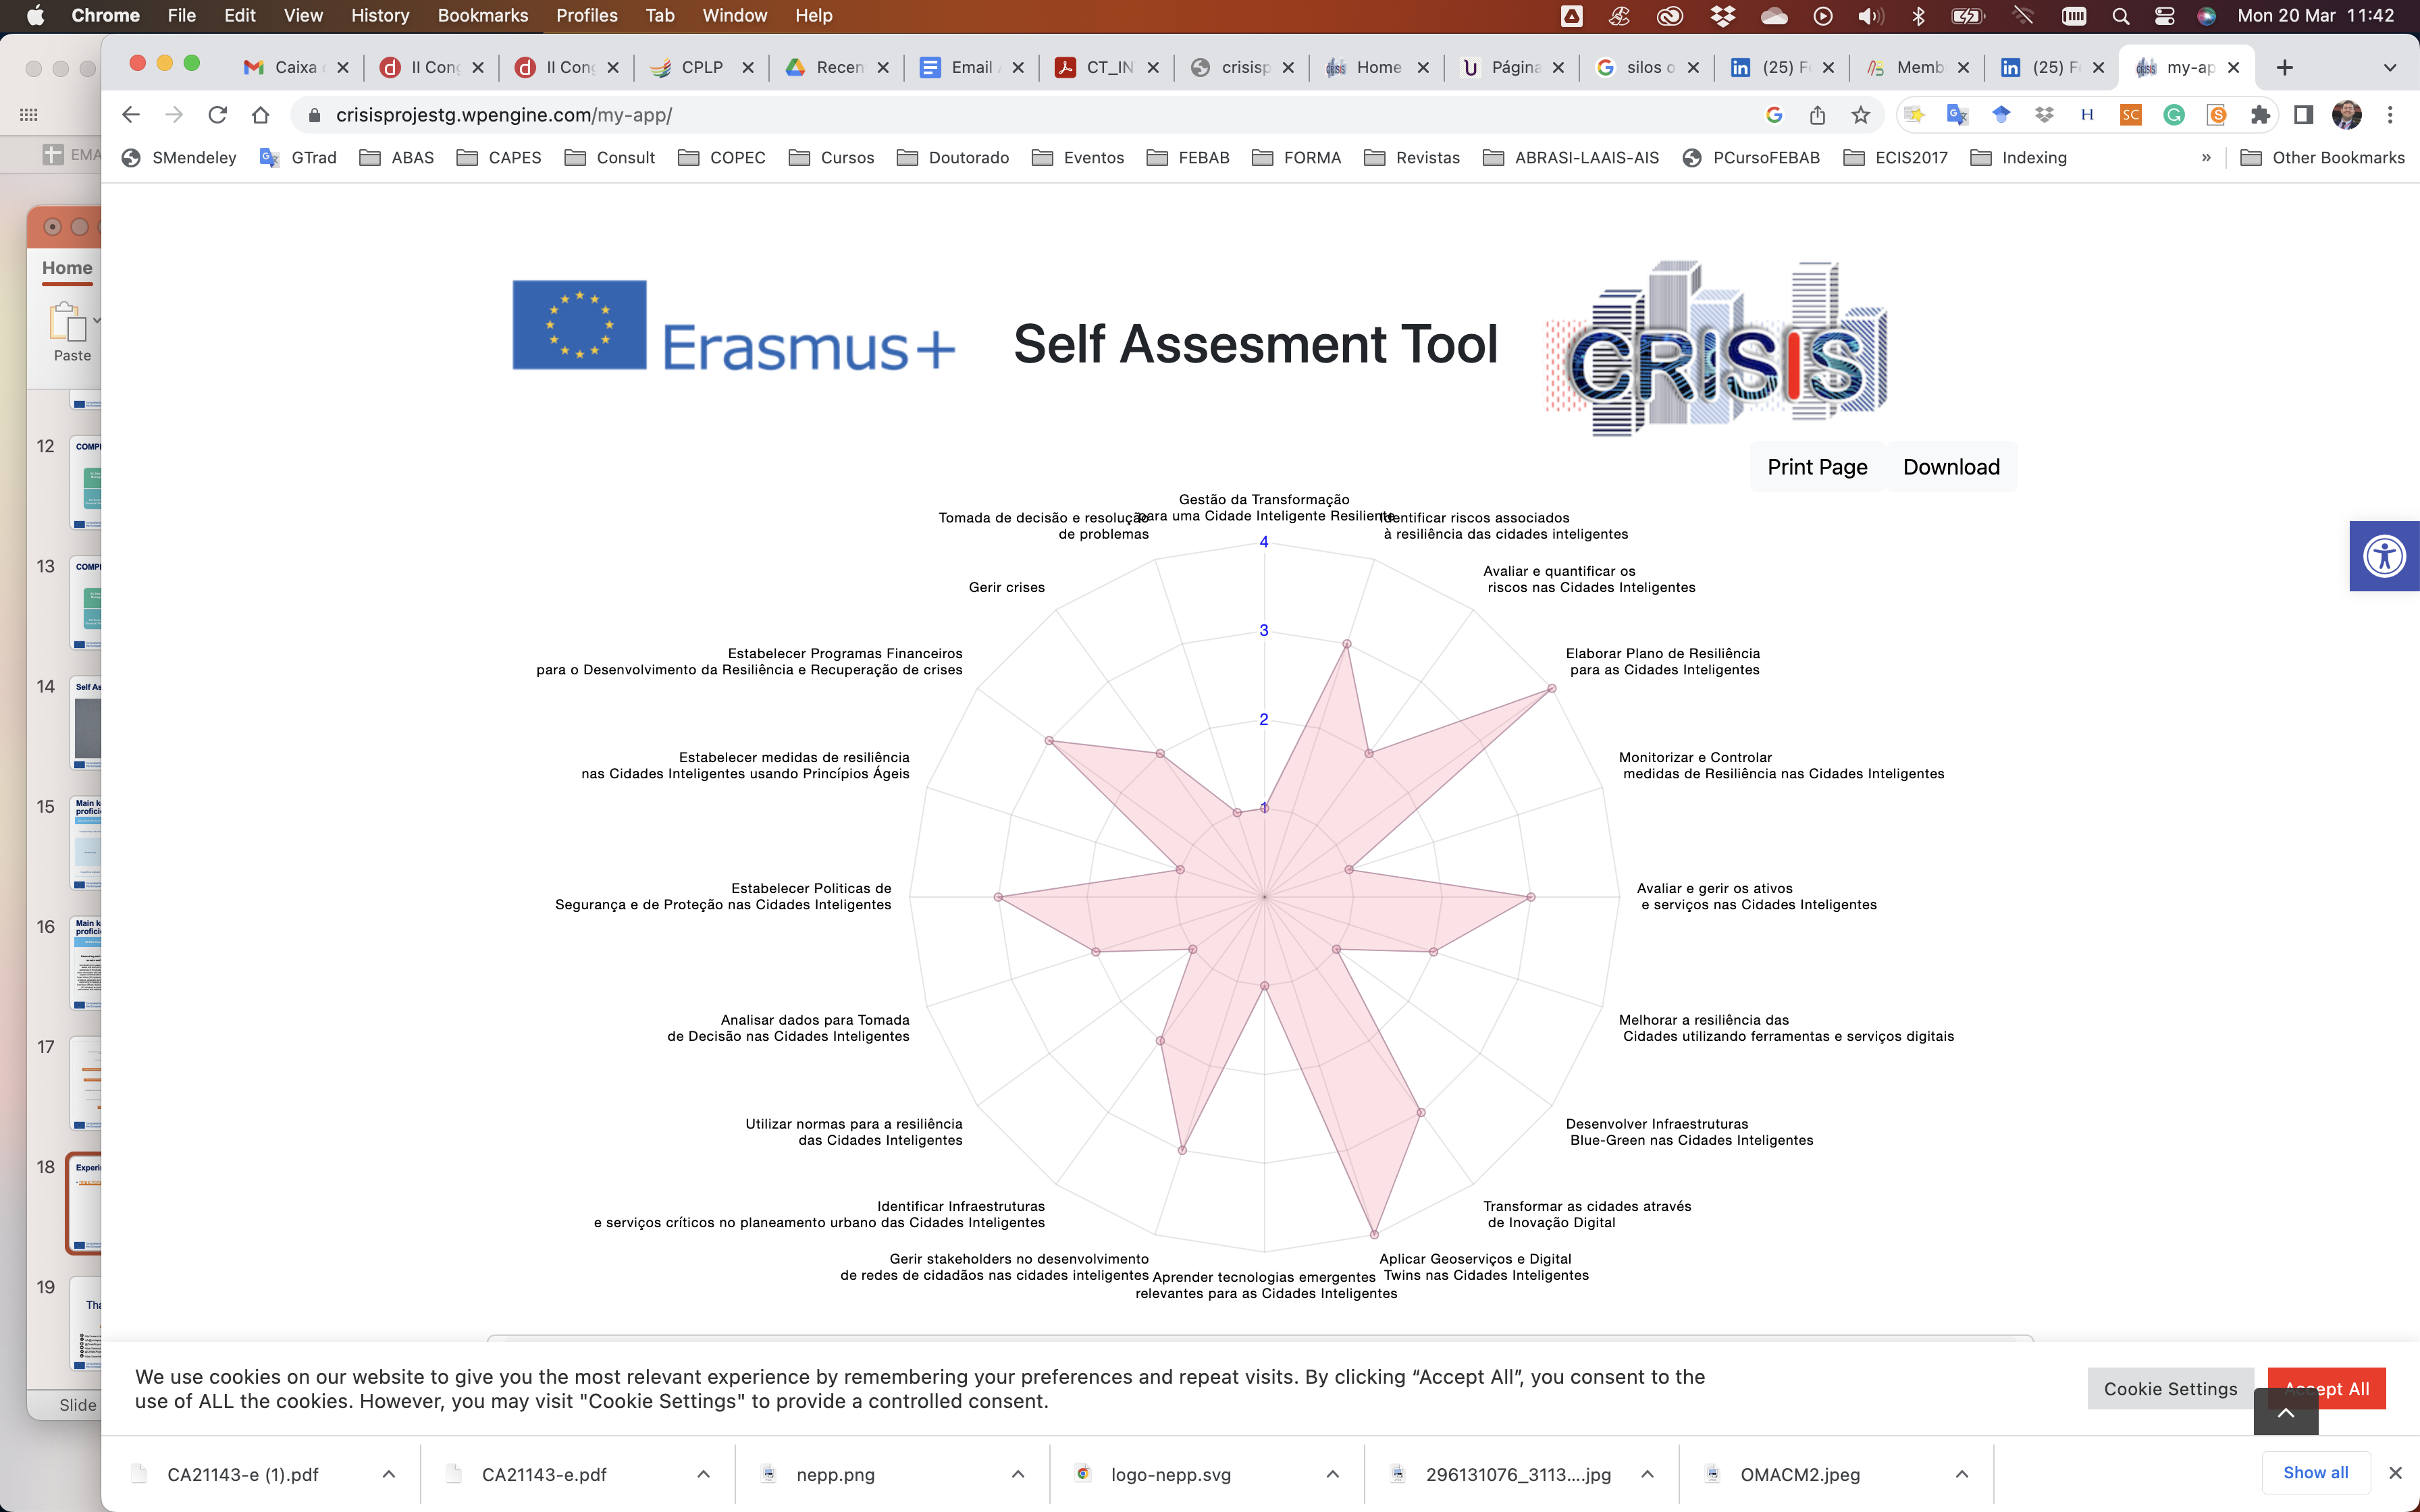 Chrome File Edit View History Bookmarks Profiles Tab Window Help Mon 20 Mar 11:42
Caixa II Con II Con CPLP Recen Email CT_IN crisisp Home Página silos o (25) F Memb (25) F my-ap
crisisprojestg.wpengine.com/my-app/
SMendeley GTrad ABAS CAPES Consult COPEC Cursos Doutorado Eventos FEBAB FORMA Revistas ABRASI-LAAIS-AIS PCursoFEBAB ECIS2017 Indexing » Other Bookmarks
EMA
Home
Paste
12
COMP
13
COMP
14
Self As
15
Main k
proficie
16
Main k
proficie
17
18
Experi
19
Tha
Slide
Erasmus+
Self Assesment Tool
CRISIS
Print Page Download
Gestão da Transformação
para uma Cidade Inteligente Resiliente
Identificar riscos associados
à resiliência das cidades inteligentes
Avaliar e quantificar os
riscos nas Cidades Inteligentes
Elaborar Plano de Resiliência
para as Cidades Inteligentes
Monitorizar e Controlar
medidas de Resiliência nas Cidades Inteligentes
Avaliar e gerir os ativos
e serviços nas Cidades Inteligentes
Melhorar a resiliência das
Cidades utilizando ferramentas e serviços digitais
Desenvolver Infraestruturas
Blue-Green nas Cidades Inteligentes
Transformar as cidades através
de Inovação Digital
Aplicar Geoserviços e Digital
Twins nas Cidades Inteligentes
Aprender tecnologias emergentes
relevantes para as Cidades Inteligentes
Gerir stakeholders no desenvolvimento
de redes de cidadãos nas cidades inteligentes
Identificar Infraestruturas
e serviços críticos no planeamento urbano das Cidades Inteligentes
Utilizar normas para a resiliência
das Cidades Inteligentes
Analisar dados para Tomada
de Decisão nas Cidades Inteligentes
Estabelecer Politicas de
Segurança e de Proteção nas Cidades Inteligentes
Estabelecer medidas de resiliência
nas Cidades Inteligentes usando Princípios Ágeis
Estabelecer Programas Financeiros
para o Desenvolvimento da Resiliência e Recuperação de crises
Gerir crises
Tomada de decisão e resolução
de problemas
4
3
2
1
We use cookies on our website to give you the most relevant experience by remembering your preferences and repeat visits. By clicking “Accept All”, you consent to the
use of ALL the cookies. However, you may visit "Cookie Settings" to provide a controlled consent.
Cookie Settings Accept All
CA21143-e (1).pdf CA21143-e.pdf nepp.png logo-nepp.svg 296131076_3113....jpg OMACM2.jpeg Show all